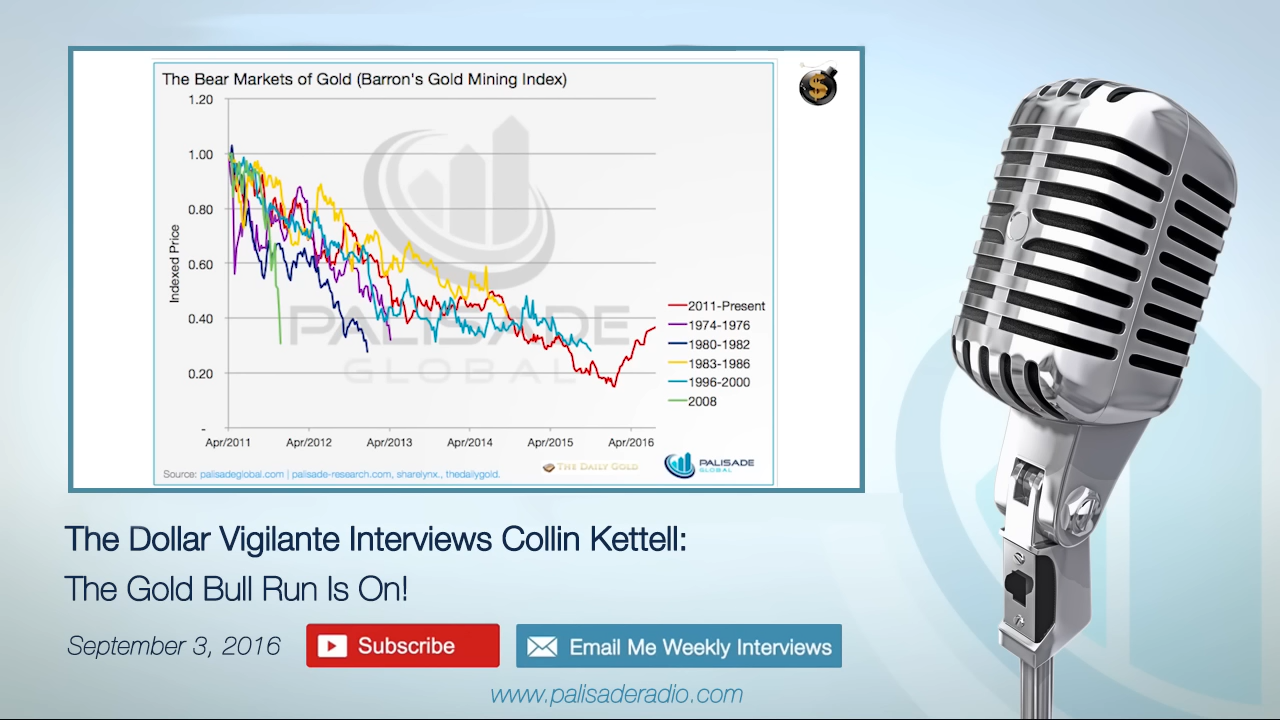 The Bear Markets of Gold (Barron's Gold Mining Index)
1.20
1.00
0.80
0.60
0.40
0.20
-
Indexed Price
Apr/2011 Apr/2012 Apr/2013 Apr/2014 Apr/2015 Apr/2016
2011-Present
1974-1976
1980-1982
1983-1986
1996-2000
2008
PALISADE
GLOBAL
$
Source: palisadeglobal.com | palisade-research.com, sharelynx., thedailygold.
THE DAILY GOLD
PALISADE
GLOBAL
The Dollar Vigilante Interviews Collin Kettell:
The Gold Bull Run Is On!
September 3, 2016
Subscribe
Email Me Weekly Interviews
www.palisaderadio.com